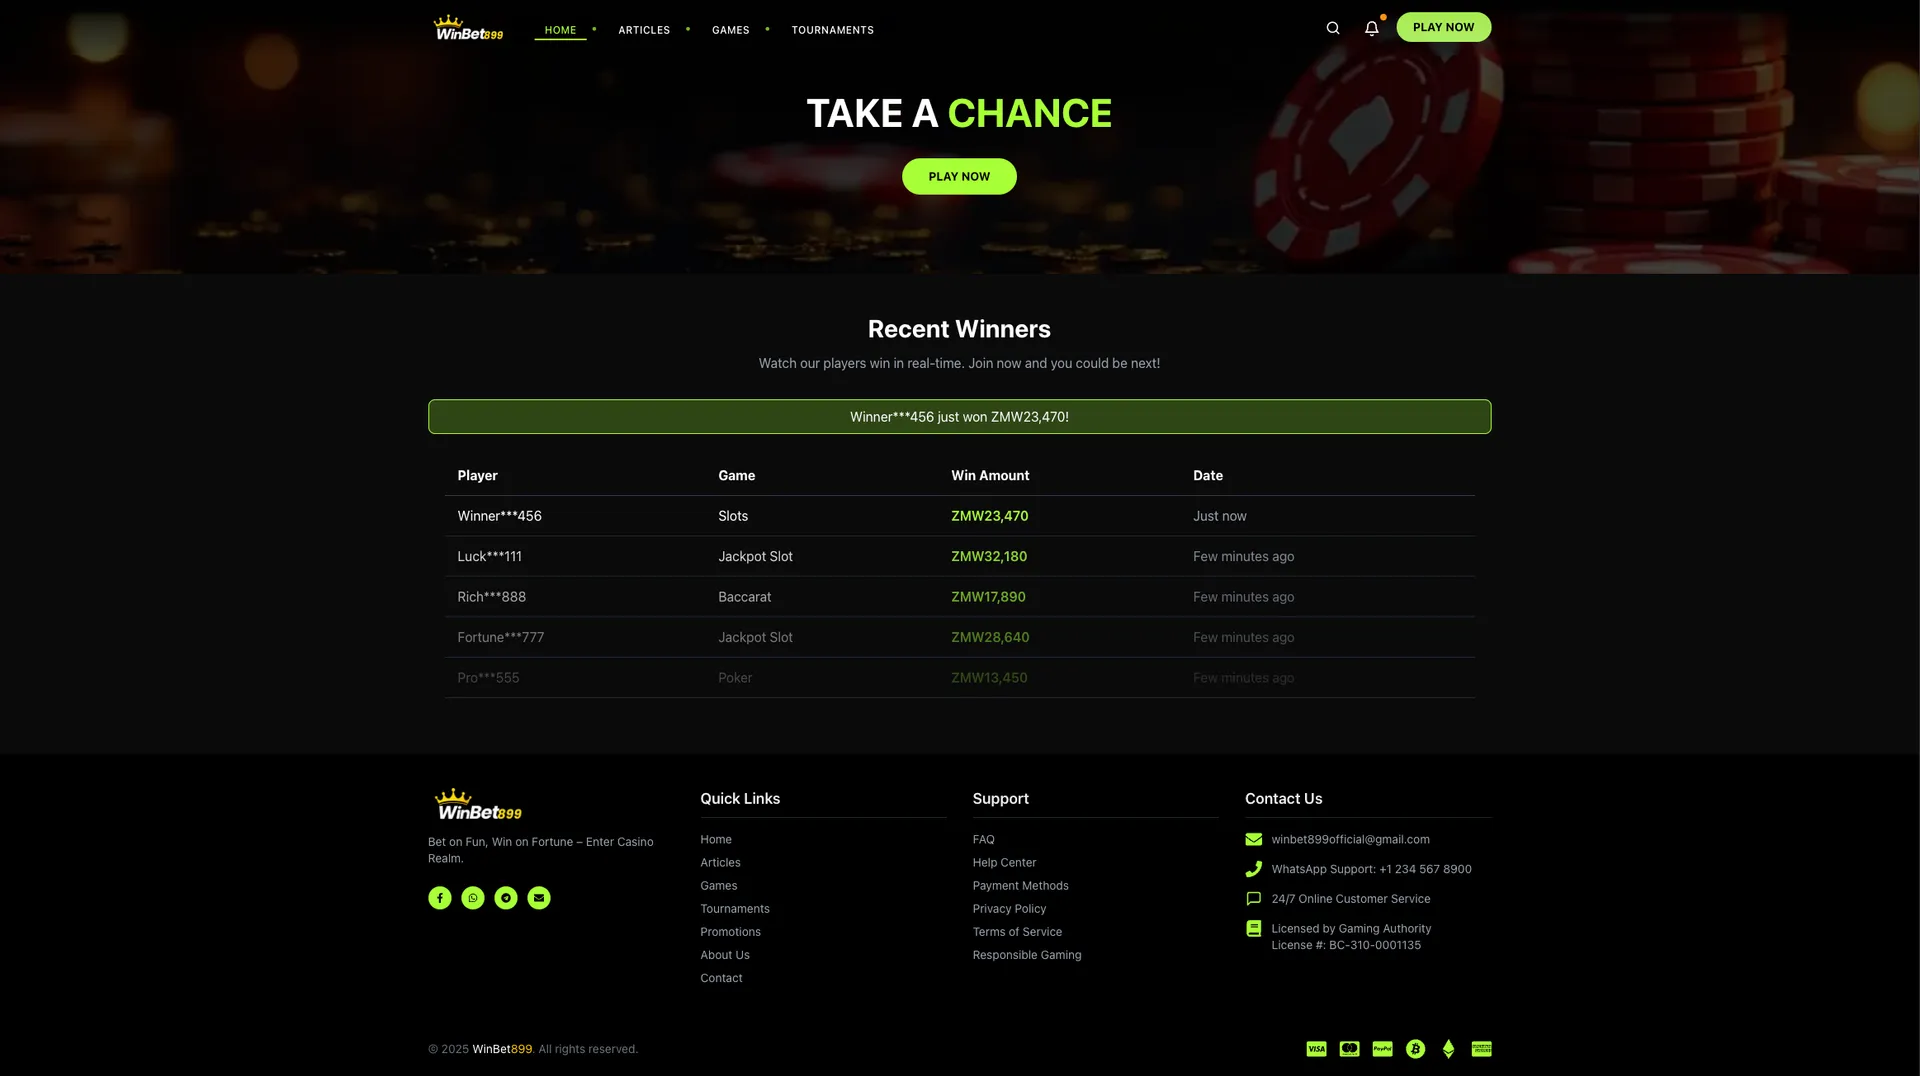 WinBet899
HOME
ARTICLES
GAMES
TOURNAMENTS
PLAY NOW
TAKE A CHANCE
PLAY NOW
Recent Winners
Watch our players win in real-time. Join now and you could be next!
Winner***456 just won ZMW23,470!
Player Game Win Amount Date
Winner***456 Slots ZMW23,470 Just now
Luck***111 Jackpot Slot ZMW32,180 Few minutes ago
Rich***888 Baccarat ZMW17,890 Few minutes ago
Fortune***777 Jackpot Slot ZMW28,640 Few minutes ago
Pro***555 Poker ZMW13,450 Few minutes ago
WinBet899
Bet on Fun, Win on Fortune – Enter Casino
Realm.
Quick Links
Home
Articles
Games
Tournaments
Promotions
About Us
Contact
Support
FAQ
Help Center
Payment Methods
Privacy Policy
Terms of Service
Responsible Gaming
Contact Us
winbet899official@gmail.com
WhatsApp Support: +1 234 567 8900
24/7 Online Customer Service
Licensed by Gaming Authority
License #: BC-310-0001135
© 2025 WinBet899. All rights reserved.
VISA
PayPal